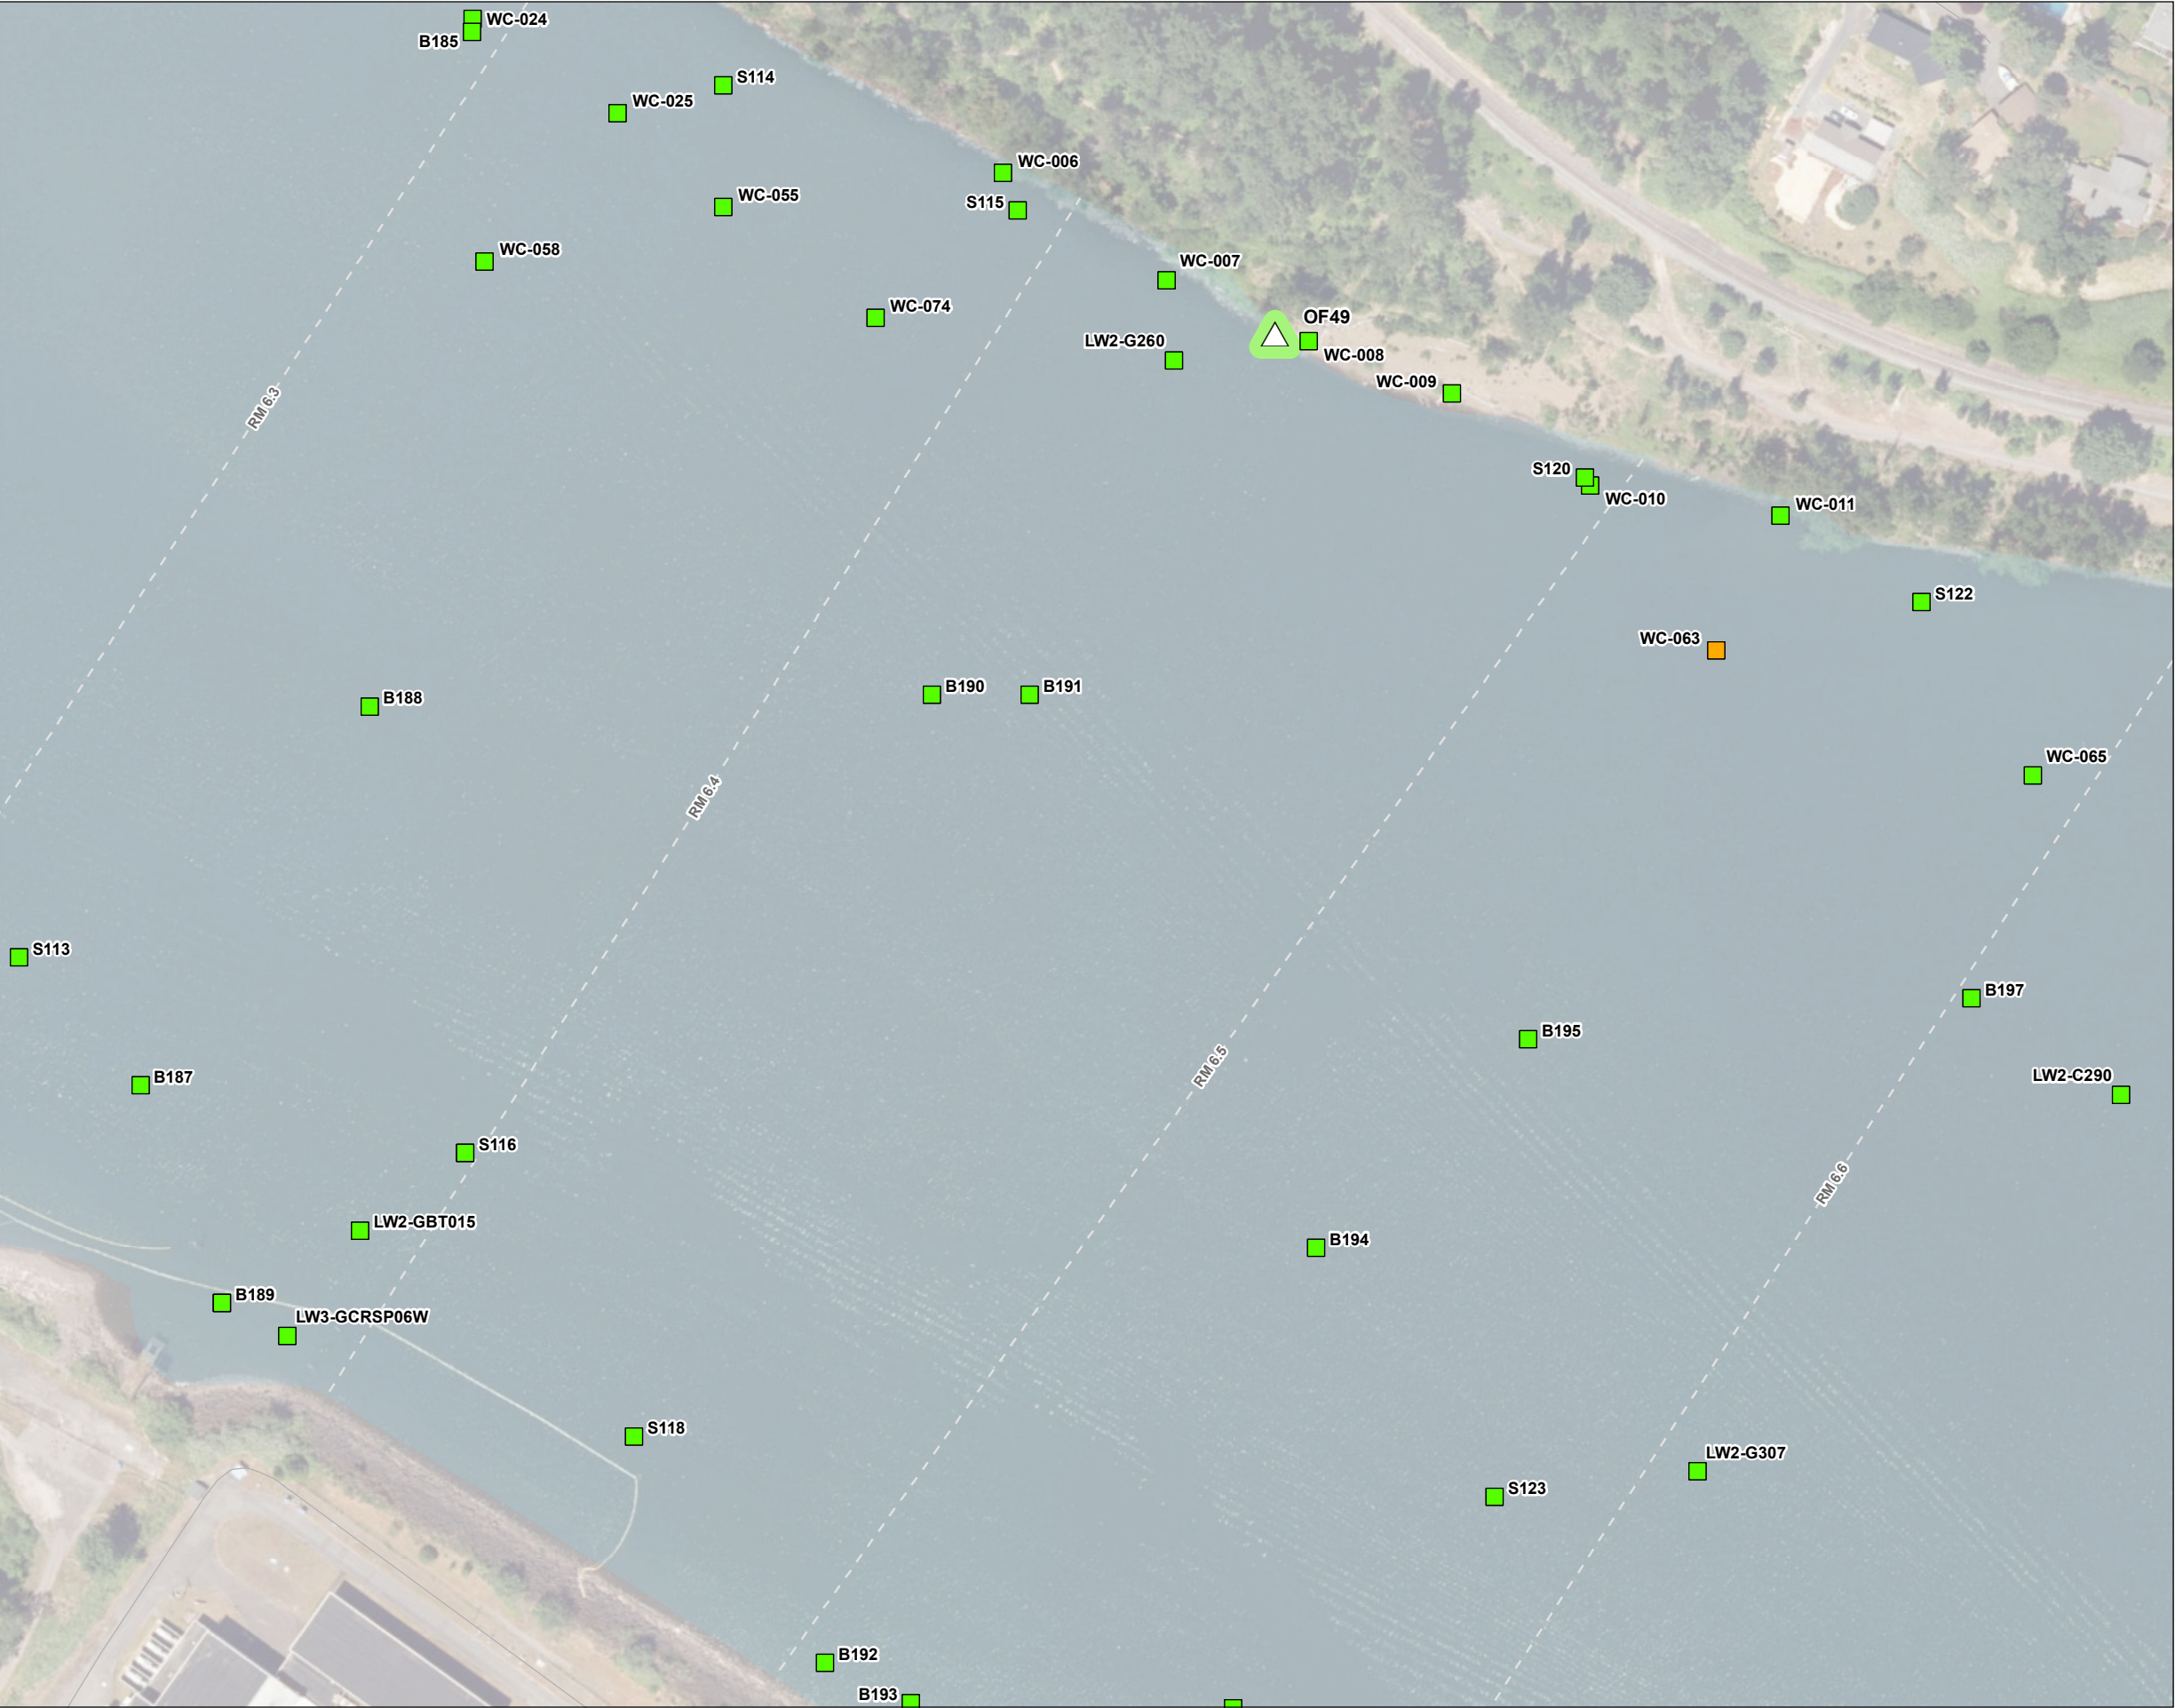 WC-024
B185
S114
WC-025
WC-006
WC-055
S115
WC-058
WC-007
WC-074
OF49
LW2-G260
WC-008
WC-009
RM 6.3
S120
WC-010
WC-011
S122
WC-063
B188
B190
B191
WC-065
RM 6.4
S113
B197
B195
RM 6.5
B187
LW2-C290
S116
RM 6.6
LW2-GBT015
B194
B189
LW3-GCRSP06W
S118
LW2-G307
S123
B192
B193